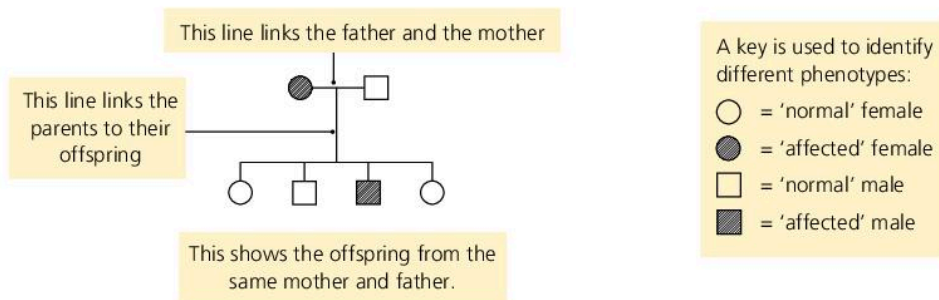 This line links the father and the mother
This line links the
parents to their
offspring
This shows the offspring from the
same mother and father.
A key is used to identify
different phenotypes:
= ‘normal’ female
= ‘affected’ female
= ‘normal’ male
= ‘affected’ male